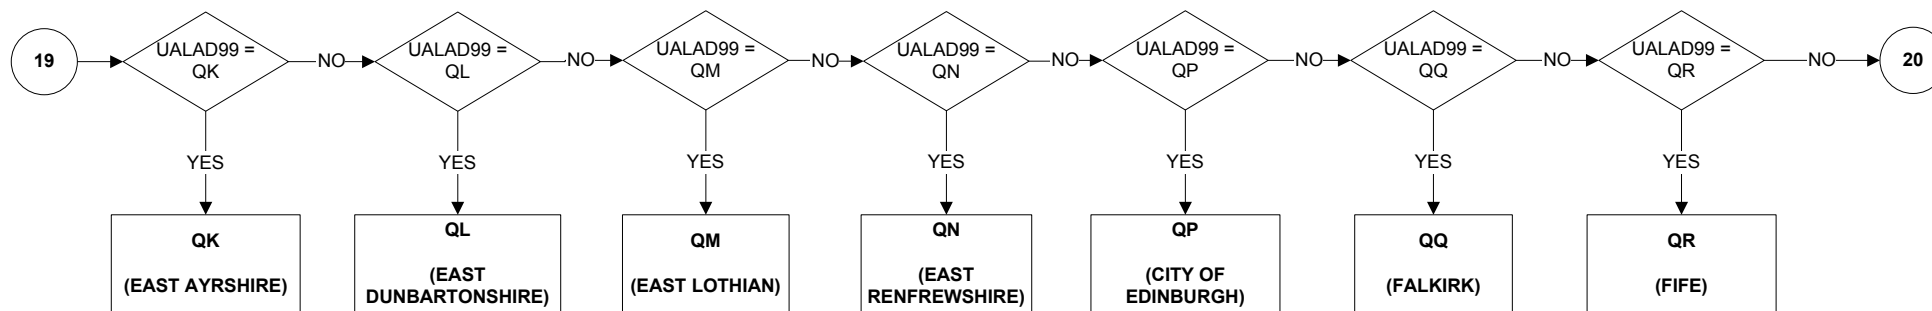 19
UALAD99 =
QK
NO
UALAD99 =
QL
NO
UALAD99 =
QM
NO
UALAD99 =
QN
NO
UALAD99 =
QP
NO
UALAD99 =
QQ
NO
UALAD99 =
QR
NO
20
YES
YES
YES
YES
YES
YES
YES
QK
(EAST AYRSHIRE)
QL
(EAST
DUNBARTONSHIRE)
QM
(EAST LOTHIAN)
QN
(EAST
RENFREWSHIRE)
QP
(CITY OF
EDINBURGH)
QQ
(FALKIRK)
QR
(FIFE)